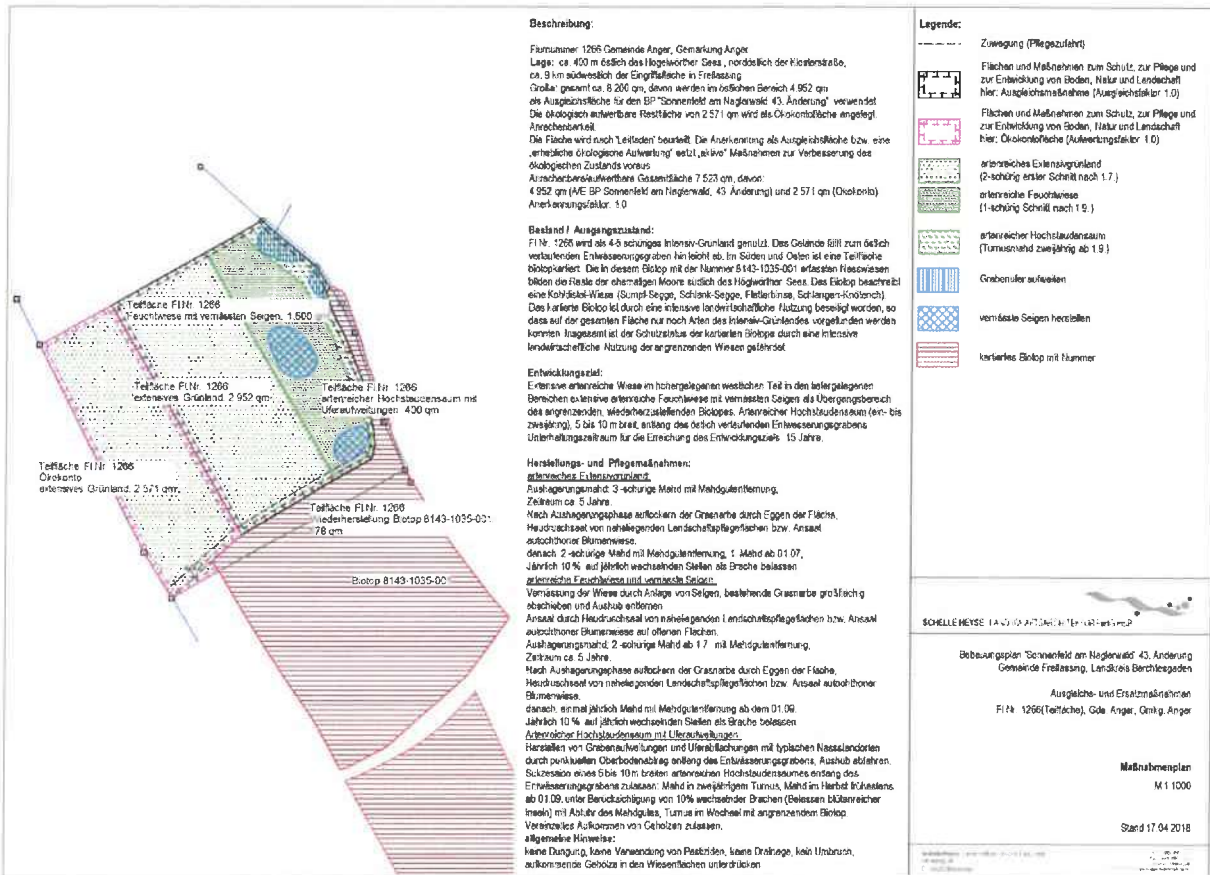 Beschreibung:
Flurnummer 1266 Gemeinde Anger, Gemarkung Anger
Lage: ca. 400 m östlich des Höglwörther Sees, nordöstlich der Klosterstraße,
ca. 9 km südwestlich der Eingriffsfläche in Freilassing
Größe: gesamt ca. 8.200 qm, davon werden im östlichen Bereich 4.952 qm
als Ausgleichsfläche für den BP "Sonnenfeld am Naglerwald 43. Änderung" verwendet
Die ökologisch aufwertbare Restfläche von 2.571 qm wird als Ökokontofläche angelegt.
Anrechenbarkeit:
Die Fläche wird nach 'Leitfaden' beurteilt. Die Anerkennung als Ausgleichsfläche bzw. eine
„erhebliche ökologische Aufwertung“ setzt „aktive“ Maßnahmen zur Verbesserung des
ökologischen Zustands voraus
Anrechenbare/aufwertbare Gesamtfläche 7.523 qm, davon:
4.952 qm (A/E BP Sonnenfeld am Naglerwald, 43. Änderung) und 2.571 qm (Ökokonto)
Anerkennungsfaktor: 1,0
Bestand / Ausgangszustand:
Fl.Nr. 1266 wird als 4-5 schüriges Intensiv-Grünland genutzt. Das Gelände fällt zum östlich
verlaufenden Entwässerungsgraben hin leicht ab. Im Süden und Osten ist eine Teilfläche
biotopkartiert. Die in diesem Biotop mit der Nummer 8143-1035-001 erfassten Nasswiesen
bilden die Reste der ehemaligen Moore südlich des Höglwörther Sees. Das Biotop beschreibt
eine Kohldistel-Wiese (Sumpf-Segge, Schlank-Segge, Flatterbinse, Schlangen-Knöterich).
Das kartierte Biotop ist durch eine intensive landwirtschaftliche Nutzung beseitigt worden, so
dass auf der gesamten Fläche nur noch Arten des Intensiv-Grünlandes vorgefunden werden
konnten. Insgesamt ist der Schutzstatus der kartierten Biotops durch eine intensive
landwirtschaftliche Nutzung der angrenzenden Wiesen gefährdet
Entwicklungsziel:
Extensive artenreiche Wiese im höhergelegenen westlichen Teil in den tiefergelegenen
Bereichen extensive artenreiche Feuchtwiese mit vernässten Seigen als Übergangsbereich
des angrenzenden, wiederherzustellenden Biotopes. Artenreicher Hochstaudensaum (ein- bis
zweijährig), 5 bis 10 m breit, entlang des östlich verlaufenden Entwässerungsgrabens
Unterhaltungszeitraum für die Erreichung des Entwicklungsziels: 15 Jahre.
Herstellungs- und Pflegemaßnahmen:
artenreiches Extensivgrünland:
Aushagerungsmahd: 3 -schürige Mahd mit Mähgutentfernung,
Zeitraum ca. 5 Jahre.
Nach Aushagerungsphase auflockern der Grasnarbe durch Eggen der Fläche,
Heudruschsaat von naheliegenden Landschaftspflegeflächen bzw. Ansaat
autochthoner Blumenwiese.
danach: 2 -schürige Mahd mit Mähgutentfernung, 1. Mahd ab 01.07,
Jährlich 10 % auf jährlich wechselnden Stellen als Brache belassen
artenreiche Feuchtwiese und vernässte Seigen:
Vernässung der Wiese durch Anlage von Seigen, bestehende Grasnarbe großflächig
abschieben und Aushub entfernen
Ansaat durch Heudruschsaat von naheliegenden Landschaftspflegeflächen bzw. Ansaat
autochthoner Blumenwiese auf offenen Flächen.
Aushagerungsmahd: 2 -schürige Mahd ab 1.7. mit Mähgutentfernung,
Zeitraum ca. 5 Jahre.
Nach Aushagerungsphase auflockern der Grasnarbe durch Eggen der Fläche,
Heudruschsaat von naheliegenden Landschaftspflegeflächen bzw. Ansaat autochthoner
Blumenwiese.
danach: einmal jährlich Mahd mit Mähgutentfernung ab dem 01.09.
Jährlich 10 % auf jährlich wechselnden Stellen als Brache belassen
Artenreicher Hochstaudensaum mit Uferaufweitungen:
Herstellen von Grabenaufweitungen und Uferabflachungen mit typischen Nassstandorten
durch punktuellen Oberbodenabtrag entlang des Entwässerungsgrabens, Aushub abfahren.
Sukzession eines 5 bis 10 m breiten artenreichen Hochstaudensaumes entlang des
Entwässerungsgrabens zulassen: Mahd in zweijährigem Turnus, Mahd im Herbst frühestens
ab 01.09. unter Berücksichtigung von 10% wechselnder Brachen (Belassen blütenreicher
Inseln) mit Abfuhr des Mähgutes, Turnus im Wechsel mit angrenzendem Biotop
Vereinzeltes Aufkommen von Gehölzen zulassen.
allgemeine Hinweise:
keine Düngung, keine Verwendung von Pestiziden, keine Drainage, kein Umbruch,
aufkommende Gehölze in den Wiesenflächen unterdrücken
Teilfläche Fl.Nr. 1266
Feuchtwiese mit vernässten Seigen, 1.500
Teilfläche Fl.Nr. 1266
extensives Grünland. 2.952 qm
Teilfläche Fl.Nr. 1266
artenreicher Hochstaudensaum mit
Uferaufweitungen 400 qm
Teilfläche Fl.Nr. 1266
Ökokonto
extensives Grünland. 2.571 qm
Teilfläche Fl.Nr. 1266
Wiederherstellung Biotop 8143-1035-001
78 qm
Biotop 8143-1035-00
Legende:
Zuwegung (Pflegezufahrt)
Flächen und Maßnahmen zum Schutz, zur Pflege und
zur Entwicklung von Boden, Natur und Landschaft
hier: Ausgleichsmaßnahme (Ausgleichsfaktor 1.0)
Flächen und Maßnahmen zum Schutz, zur Pflege und
zur Entwicklung von Boden, Natur und Landschaft
hier: Ökokontofläche (Aufwertungsfaktor 1.0)
artenreiches Extensivgrünland
(2-schürig erster Schnitt nach 1.7.)
artenreiche Feuchtwiese
(1-schürig Schnitt nach 1.9.)
artenreicher Hochstaudensaum
(Turnusmahd zweijährig ab 1.9.)
Grabenufer aufweiten
vernässte Seigen herstellen
kartiertes Biotop mit Nummer
SCHELLE HEYSE
Bebauungsplan "Sonnenfeld am Naglerwald" 43. Änderung
Gemeinde Freilassing, Landkreis Berchtesgaden
Ausgleichs- und Ersatzmaßnahmen
Fl.Nr. 1266(Teilfläche), Gde. Anger, Gmkg. Anger
Maßnahmenplan
M 1:1000
Stand 17.04.2018